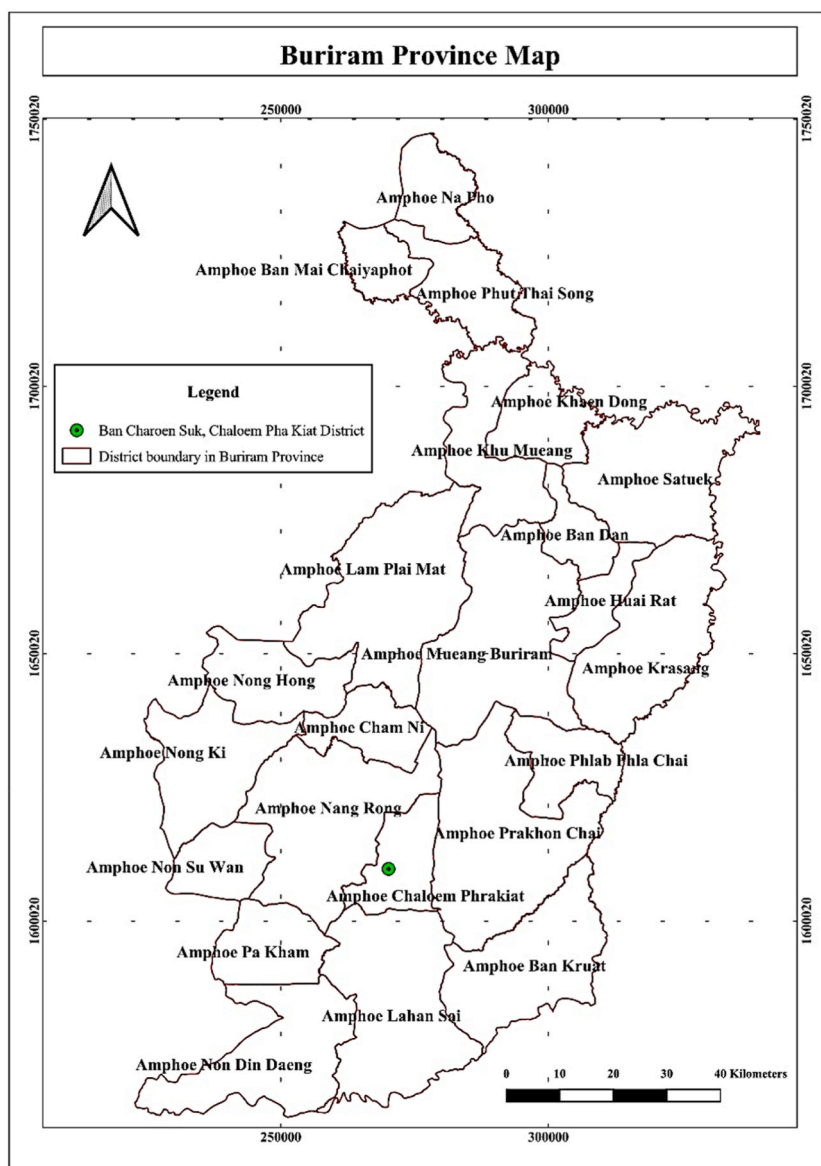 Buriram Province Map
250000
300000
1750020
1750020
Amphoe Na Pho
Amphoe Ban Mai Chaiyaphot
Amphoe Phut Thai Song
1700020
1700020
Legend
Ban Charoen Suk, Chaloem Pha Kiat District
District boundary in Buriram Province
Amphoe Khaen Dong
Amphoe Khu Mueang
Amphoe Satuek
Amphoe Ban Dan
Amphoe Lam Plai Mat
Amphoe Huai Rat
1650020
1650020
Amphoe Mueang Buriram
Amphoe Krasang
Amphoe Nong Hong
Amphoe Cham Ni
Amphoe Nong Ki
Amphoe Phlab Phla Chai
Amphoe Nang Rong
Amphoe Prakhon Chai
Amphoe Non Su Wan
Amphoe Chaloem Phrakiat
1600020
1600020
Amphoe Pa Kham
Amphoe Ban Kruat
Amphoe Lahan Sai
Amphoe Non Din Daeng
0 10 20 30 40 Kilometers
250000
300000